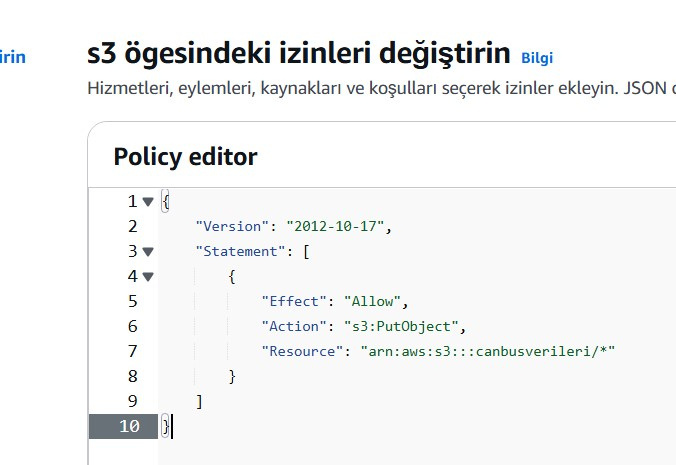 irin
s3 ögesindeki izinleri değiştirin Bilgi
Hizmetleri, eylemleri, kaynakları ve koşulları seçerek izinler ekleyin. JSON
Policy editor
1 {
2 "Version": "2012-10-17",
3 "Statement": [
4 {
5 "Effect": "Allow",
6 "Action": "s3:PutObject",
7 "Resource": "arn:aws:s3:::canbusverileri/*"
8 }
9 ]
10 }